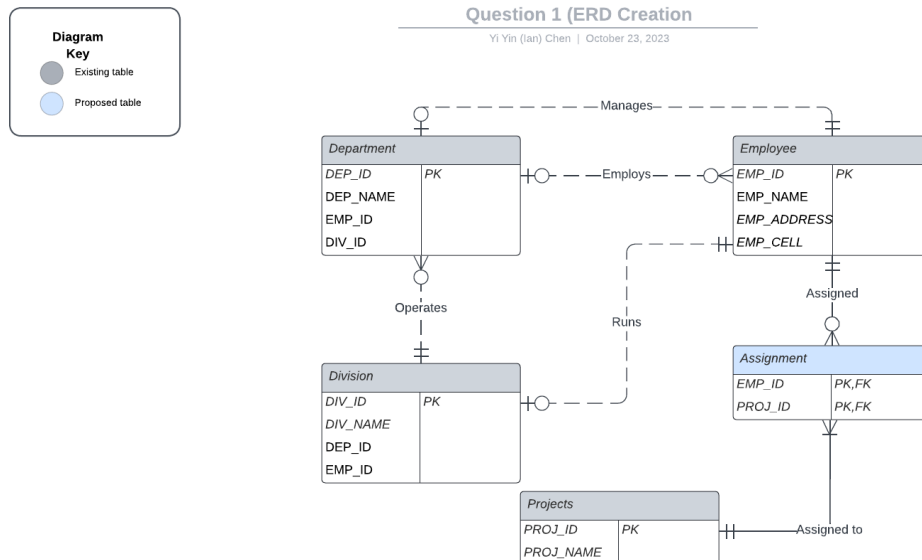 Question 1 (ERD Creation
Yi Yin (Ian) Chen | October 23, 2023
Diagram
Key
Existing table
Proposed table
Manages
Department
DEP_ID PK
DEP_NAME
EMP_ID
DIV_ID
Employs
Employee
EMP_ID PK
EMP_NAME
EMP_ADDRESS
EMP_CELL
Operates
Runs
Assigned
Division
DIV_ID PK
DIV_NAME
DEP_ID
EMP_ID
Assignment
EMP_ID PK,FK
PROJ_ID PK,FK
Projects
PROJ_ID PK
PROJ_NAME
Assigned to